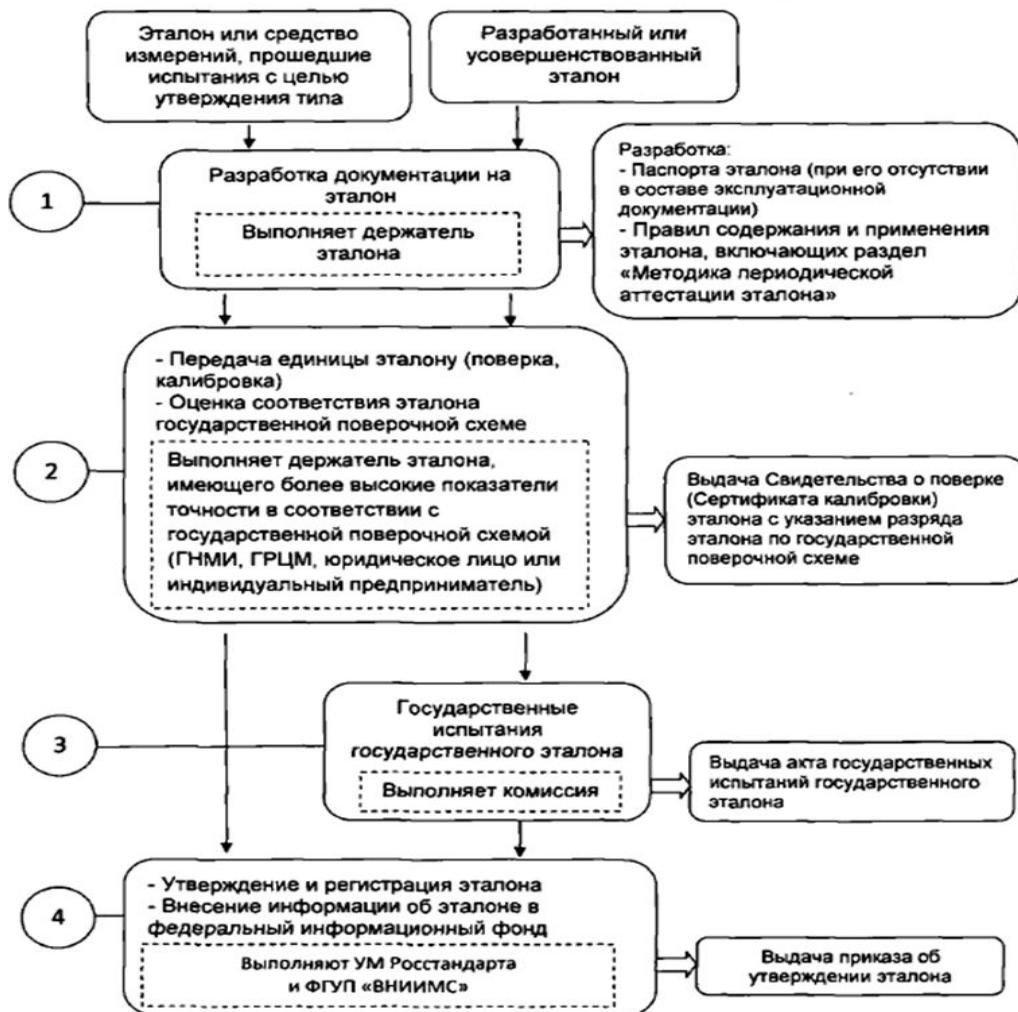 Эталон или средство
измерений, прошедшие
испытания с целью
утверждения типа
Разработанный или
усовершенствованный
эталон
1
Разработка документации на
эталон
Выполняет держатель
эталона
Разработка:
- Паспорта эталона (при его отсутствии
в составе эксплуатационной
документации)
- Правил содержания и применения
эталона, включающих раздел
«Методика периодической
аттестации эталона»
2
- Передача единицы эталону (поверка,
калибровка)
- Оценка соответствия эталона
государственной поверочной схеме
Выполняет держатель эталона,
имеющего более высокие показатели
точности в соответствии с
государственной поверочной схемой
(ГНМИ, ГРЦМ, юридическое лицо или
индивидуальный предприниматель)
Выдача Свидетельства о поверке
(Сертификата калибровки)
эталона с указанием разряда
эталона по государственной
поверочной схеме
3
Государственные
испытания
государственного эталона
Выполняет комиссия
Выдача акта государственных
испытаний государственного
эталона
4
- Утверждение и регистрация эталона
- Внесение информации об эталоне в
федеральный информационный фонд
Выполняют УМ Росстандарта
и ФГУП «ВНИИМС»
Выдача приказа об
утверждении эталона